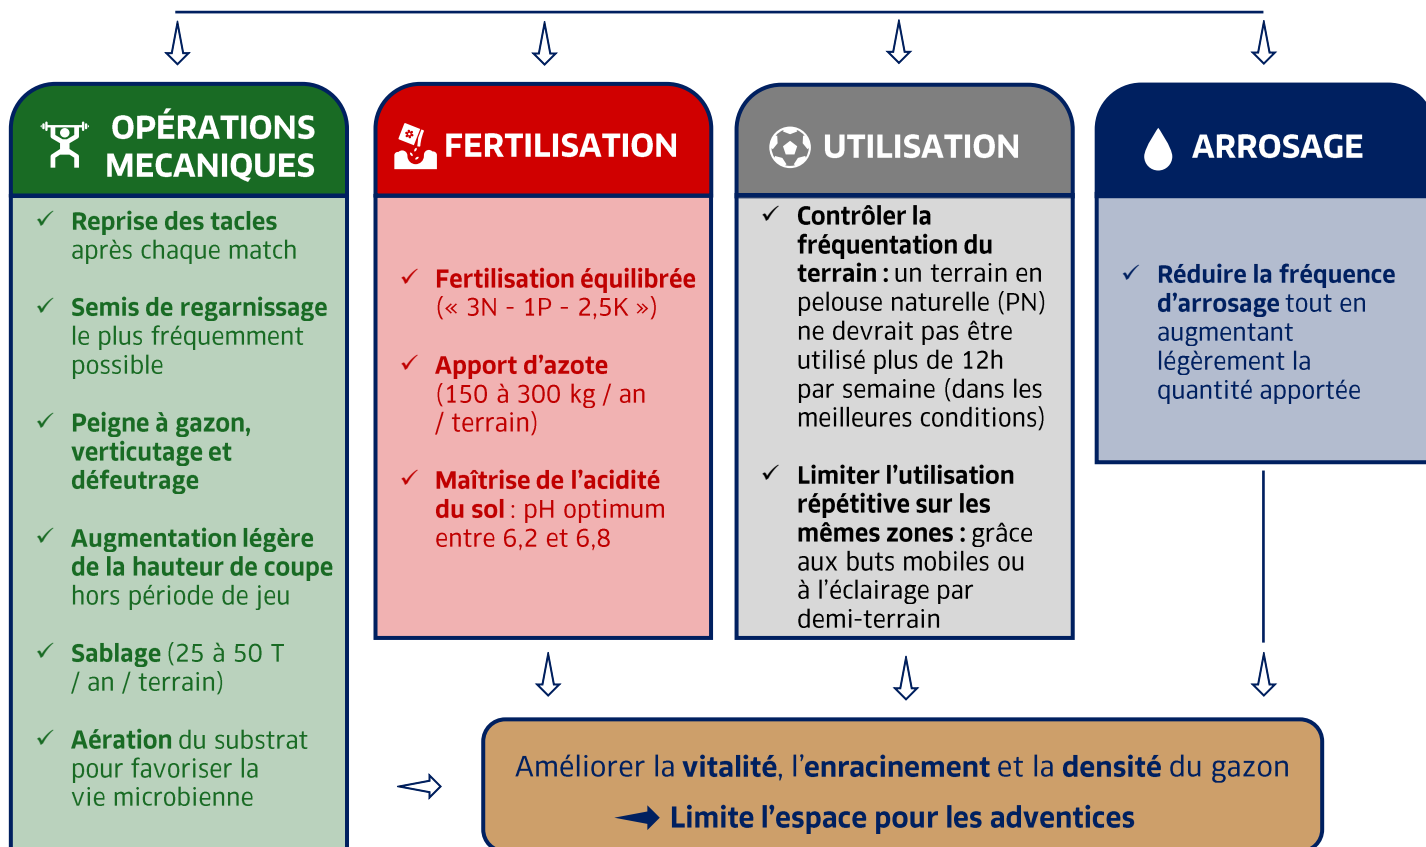 OPÉRATIONS
MECANIQUES
✓ Reprise des tacles
après chaque match
✓ Semis de regarnissage
le plus fréquemment
possible
✓ Peigne à gazon,
verticutage et
défeutrage
✓ Augmentation légère
de la hauteur de coupe
hors période de jeu
✓ Sablage (25 à 50 T
/ an / terrain)
✓ Aération du substrat
pour favoriser la
vie microbienne
FERTILISATION
✓ Fertilisation équilibrée
(« 3N - 1P - 2,5K »)
✓ Apport d'azote
(150 à 300 kg / an
/ terrain)
✓ Maîtrise de l'acidité
du sol : pH optimum
entre 6,2 et 6,8
UTILISATION
✓ Contrôler la
fréquentation du
terrain : un terrain en
pelouse naturelle (PN)
ne devrait pas être
utilisé plus de 12h
par semaine (dans les
meilleures conditions)
✓ Limiter l'utilisation
répétitive sur les
mêmes zones : grâce
aux buts mobiles ou
à l'éclairage par
demi-terrain
ARROSAGE
✓ Réduire la fréquence
d'arrosage tout en
augmentant
légèrement la
quantité apportée
Améliorer la vitalité, l'enracinement et la densité du gazon
Limite l'espace pour les adventices